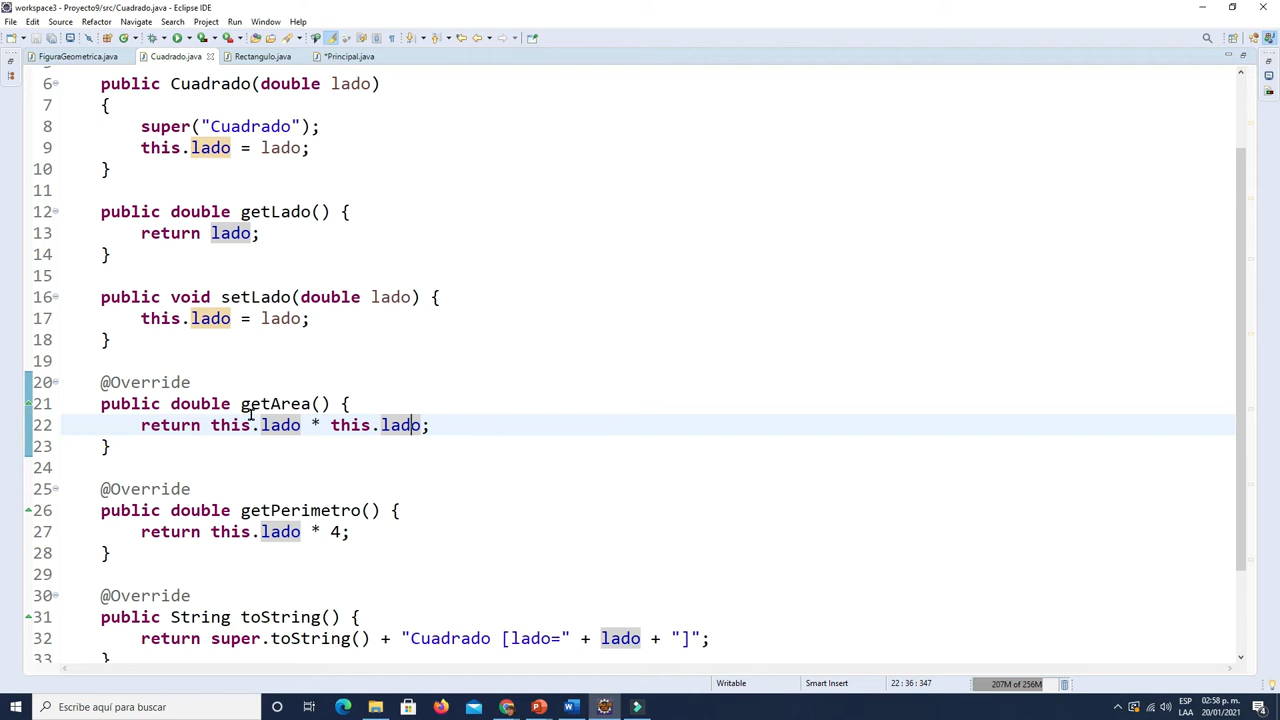 workspace3 - Proyecto9/src/Cuadrado.java - Eclipse IDE
File Edit Source Refactor Navigate Search Project Run Window Help
FiguraGeometrica.java Cuadrado.java Rectangulo.java *Principal.java
6 public Cuadrado(double lado)
7 {
8 super("Cuadrado");
9 this.lado = lado;
10 }
11
12 public double getLado() {
13 return lado;
14 }
15
16 public void setLado(double lado) {
17 this.lado = lado;
18 }
19
20 @Override
21 public double getArea() {
22 return this.lado * this.lado;
23 }
24
25 @Override
26 public double getPerimetro() {
27 return this.lado * 4;
28 }
29
30 @Override
31 public String toString() {
32 return super.toString() + "Cuadrado [lado=" + lado + "]";
33 }
Writable Smart Insert 22 : 36 : 347 207M of 256M
Escribe aquí para buscar
ESP 02:58 p. m.
LAA 20/01/2021